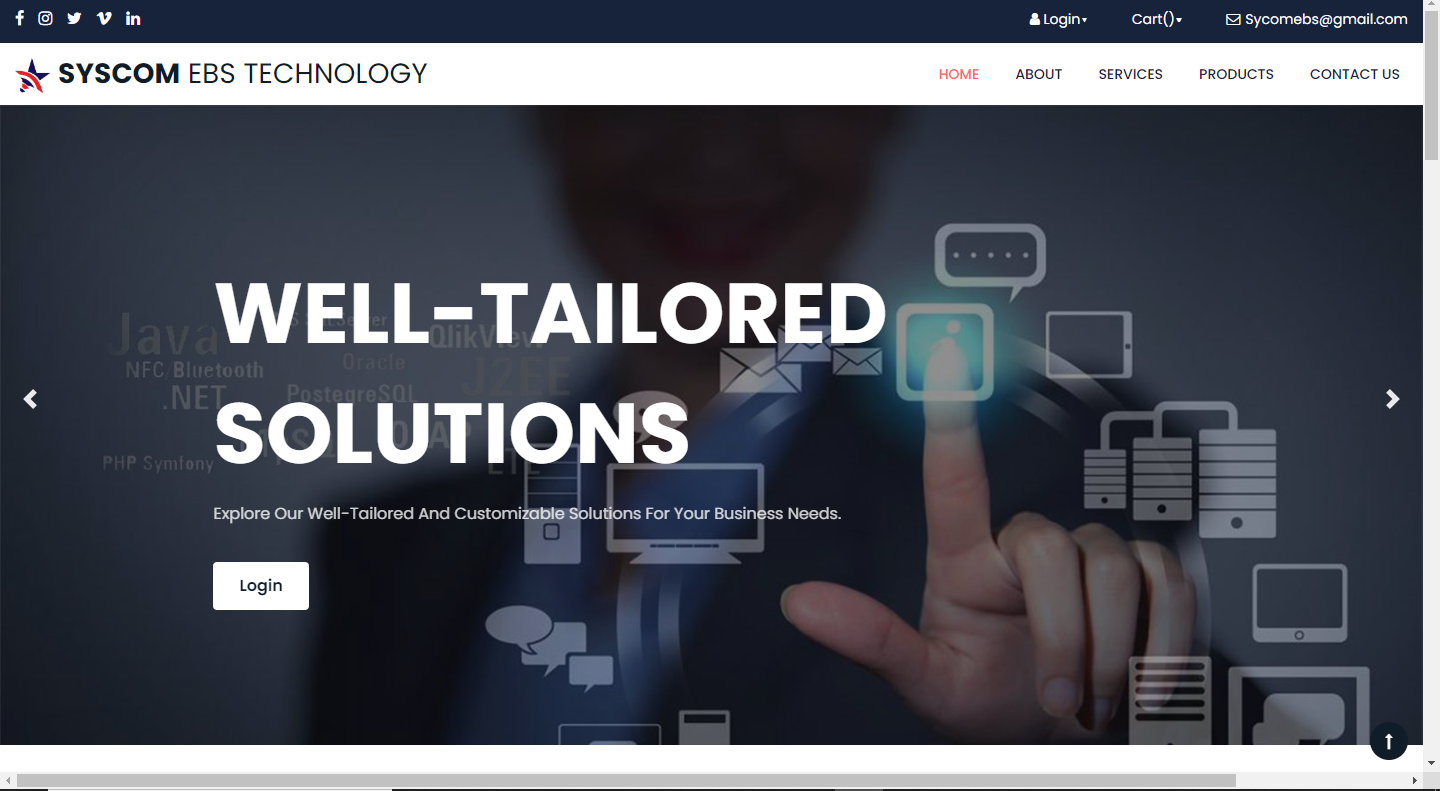 Login
Cart()
Sycomebs@gmail.com
SYSCOM EBS TECHNOLOGY
HOME
ABOUT
SERVICES
PRODUCTS
CONTACT US
WELL-TAILORED
SOLUTIONS
Java
QlikView
Oracle
NFC Bluetooth
J2EE
.NET
PostgreSQL
PHP Symfony
LTE
Explore Our Well-Tailored And Customizable Solutions For Your Business Needs.
Login